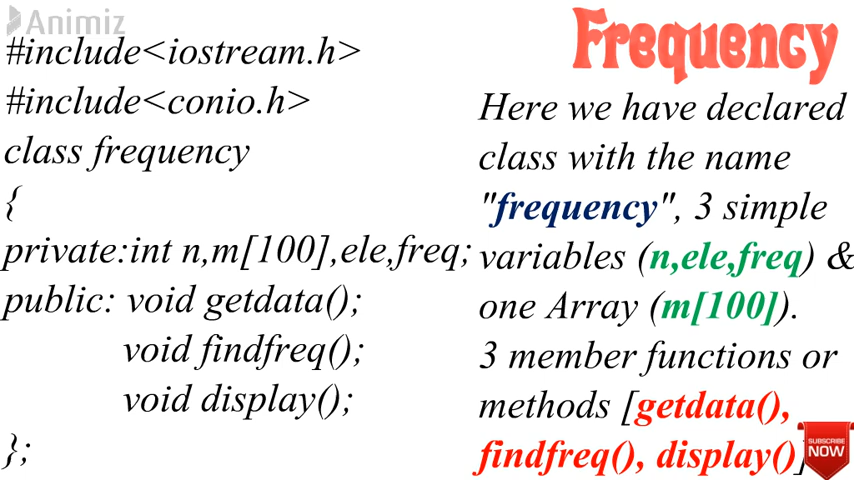 Animiz
#include<iostream.h>
#include<conio.h>
class frequency
{
private:int n,m[100],ele,freq;
public: void getdata();
void findfreq();
void display();
};
Frequency
Here we have declared
class with the name
"frequency", 3 simple
variables (n,ele,freq) &
one Array (m[100]).
3 member functions or
methods [getdata(),
findfreq(), display()]
SUBSCRIBE
NOW